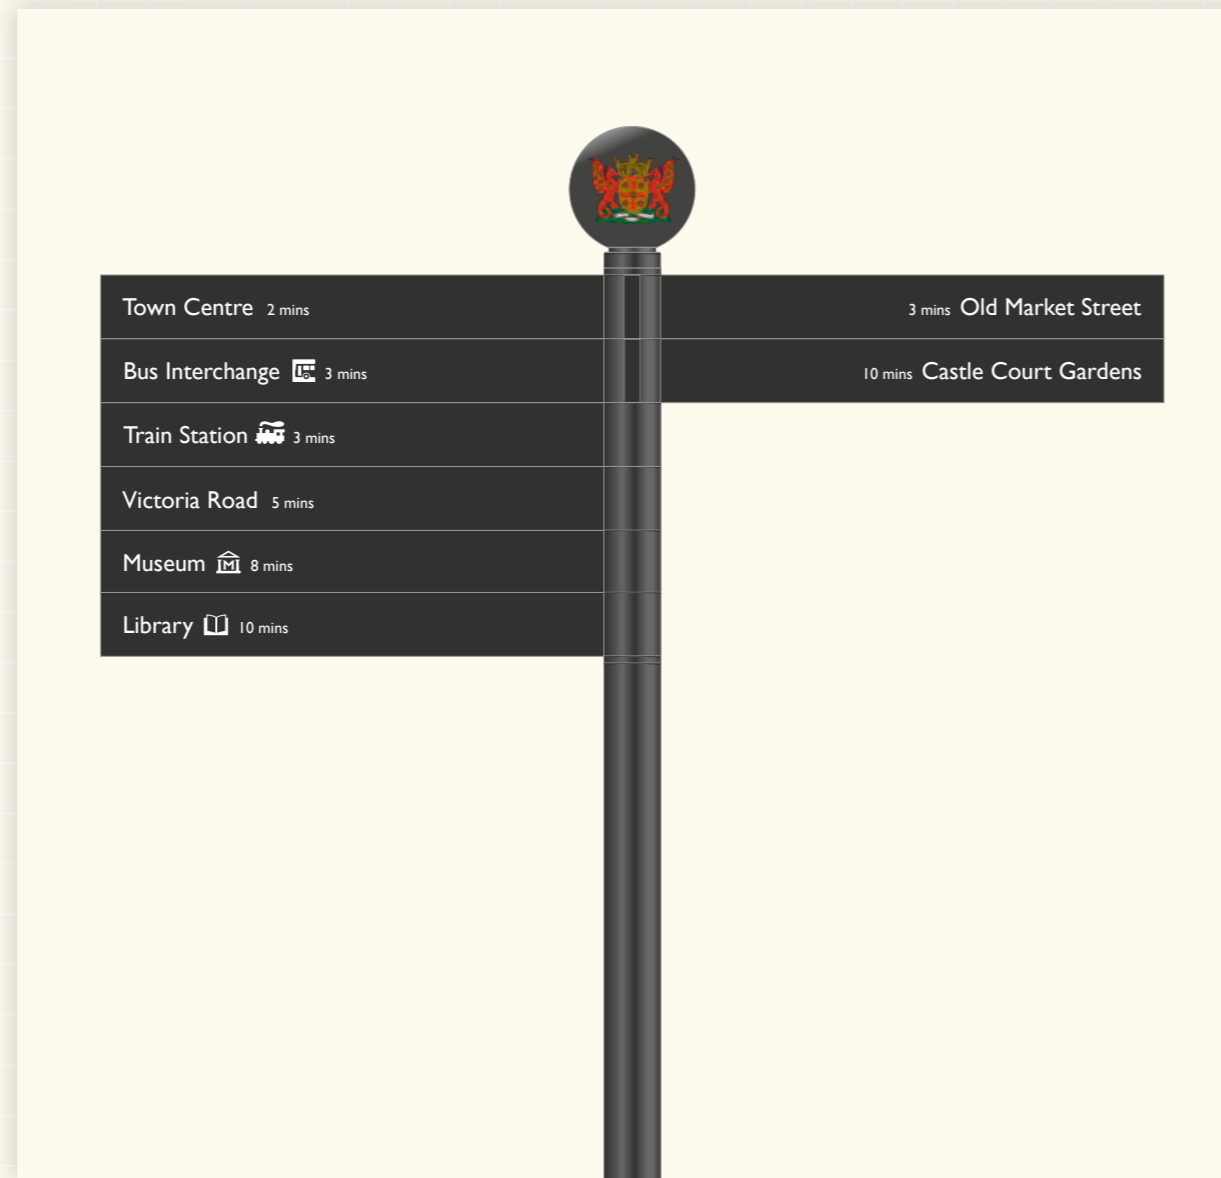 Town Centre 2 mins
Bus Interchange 3 mins
Train Station 3 mins
Victoria Road 5 mins
Museum M 8 mins
Library 10 mins
3 mins Old Market Street
10 mins Castle Court Gardens